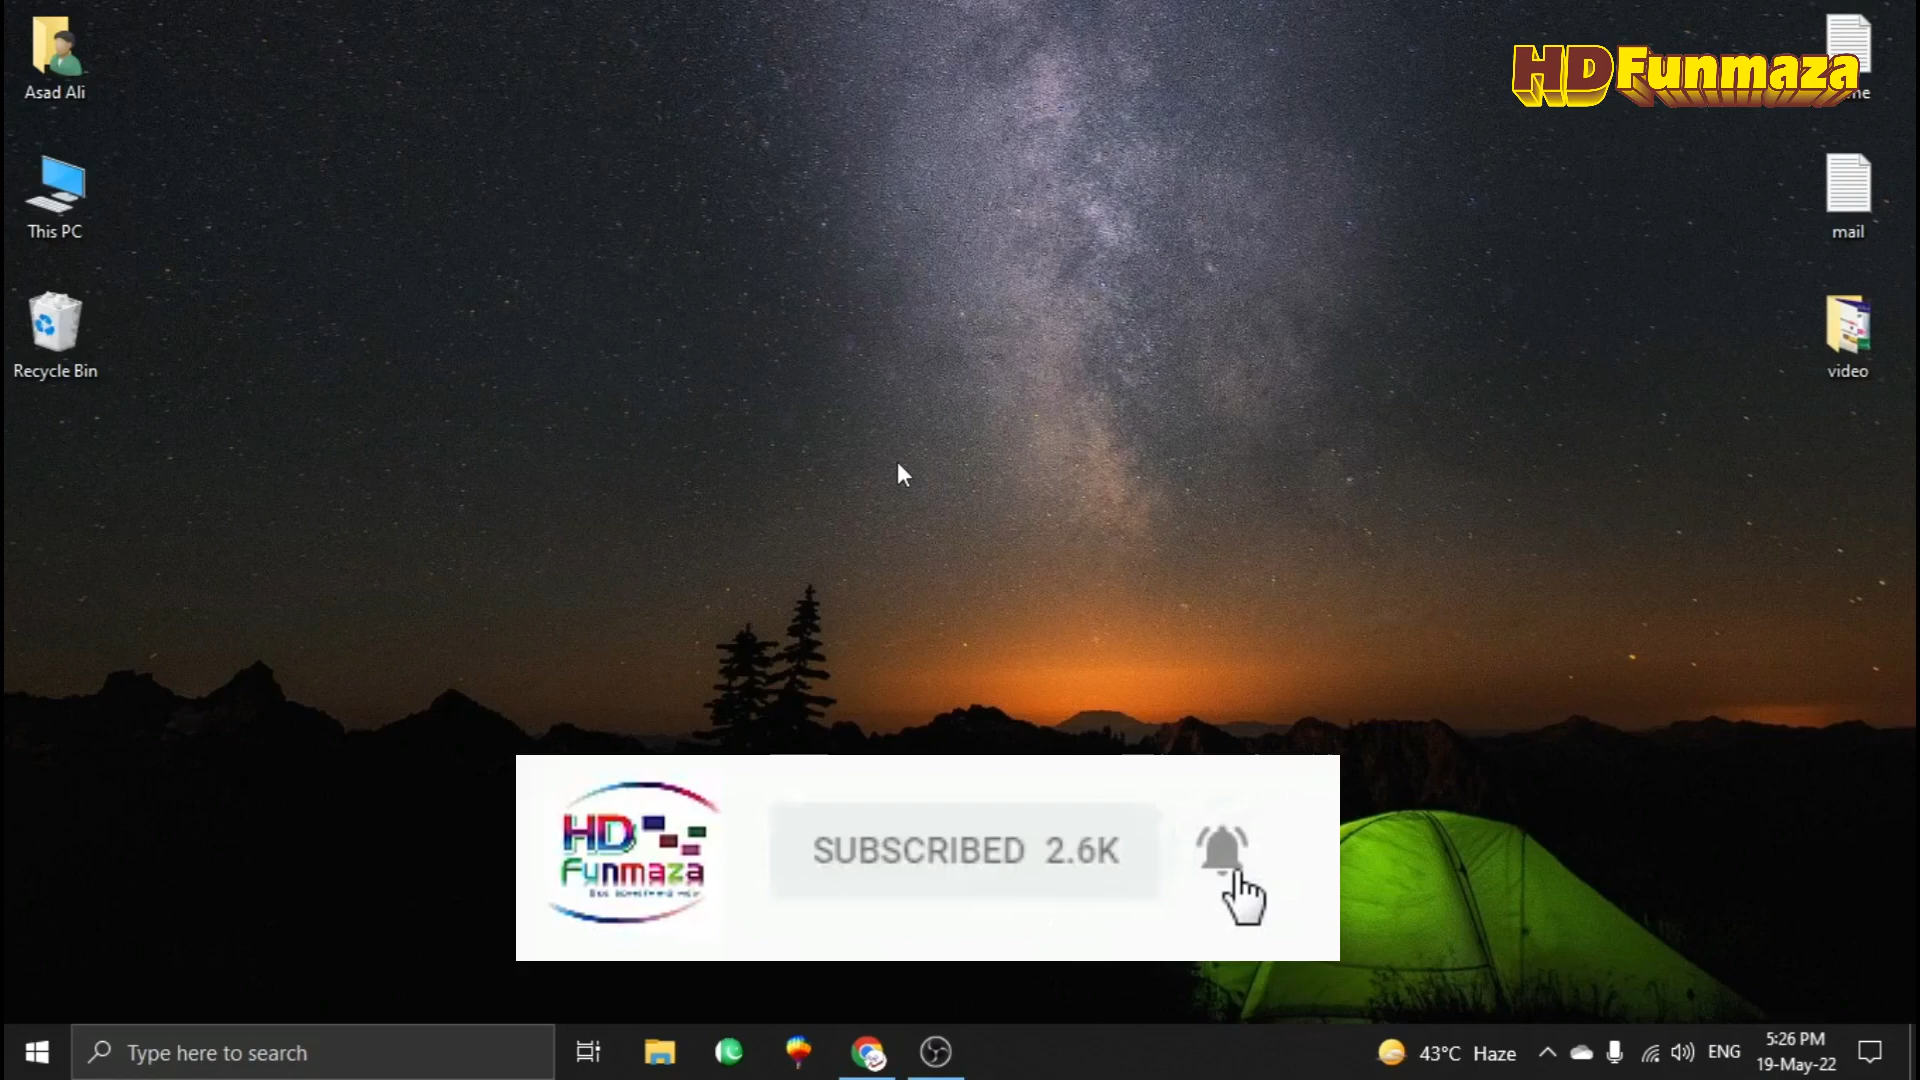 Asad Ali
HDFunmaza
This PC
mail
Recycle Bin
video
HD
Funmaza
SUBSCRIBED 2.6K
Type here to search
43°C Haze
ENG
5:26 PM
19-May-22